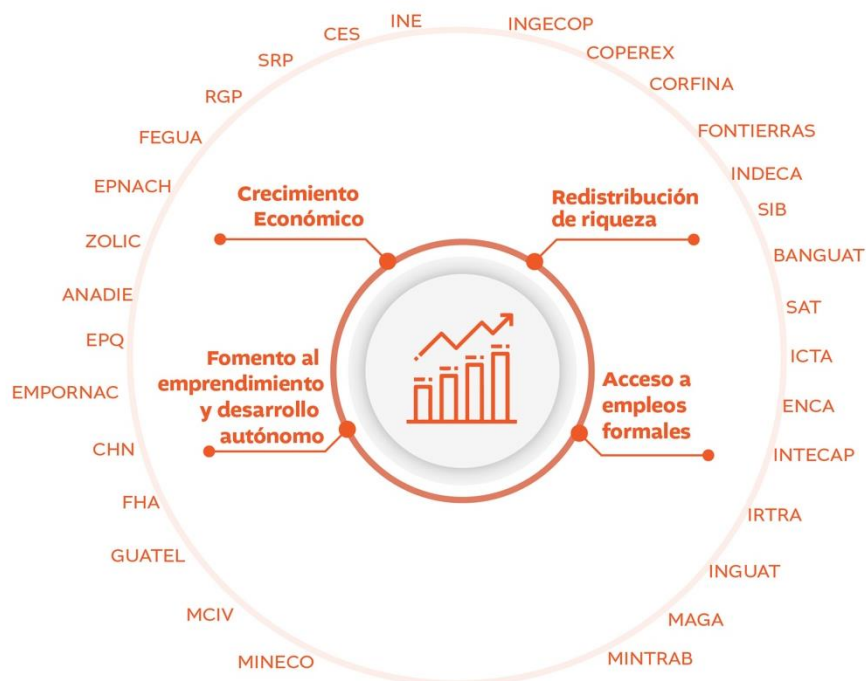 INE
INGECOP
CES
COPEREX
SRP
CORFINA
RGP
FONTIERRAS
FEGUA
INDECA
EPNACH
SIB
ZOLIC
BANGUAT
ANADIE
SAT
EPQ
ICTA
EMPORNAC
ENCA
CHN
INTECAP
FHA
IRTRA
GUATEL
INGUAT
MCIV
MAGA
MINECO
MINTRAB
Crecimiento
Económico
Redistribución
de riqueza
Fomento al
emprendimiento
y desarrollo
autónomo
Acceso a
empleos
formales